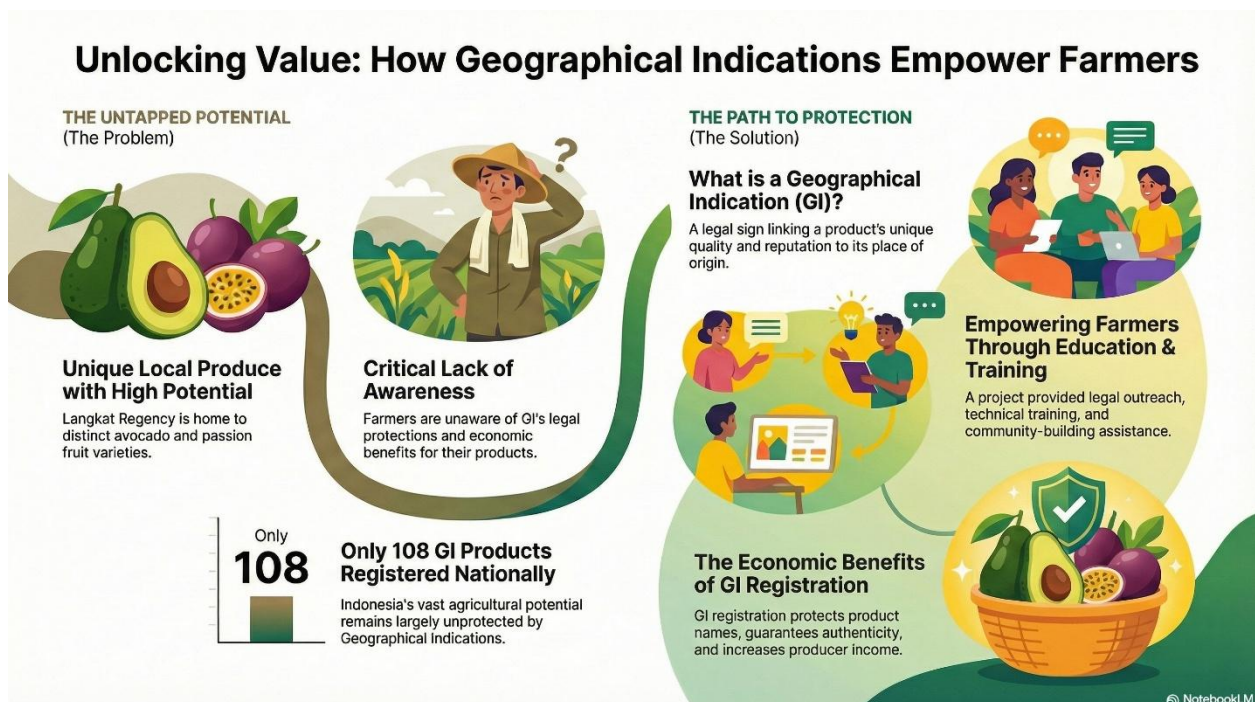 Unlocking Value: How Geographical Indications Empower Farmers
THE UNTAPPED POTENTIAL
(The Problem)
?
Unique Local Produce
with High Potential
Langkat Regency is home to
distinct avocado and passion
fruit varieties.
Critical Lack of
Awareness
Farmers are unaware of GI's legal
protections and economic
benefits for their products.
Only
108
Only 108 GI Products
Registered Nationally
Indonesia's vast agricultural potential
remains largely unprotected by
Geographical Indications.
THE PATH TO PROTECTION
(The Solution)
What is a Geographical
Indication (GI)?
A legal sign linking a product's unique
quality and reputation to its place of
origin.
Empowering Farmers
Through Education &
Training
A project provided legal outreach,
technical training, and
community-building assistance.
The Economic Benefits
of GI Registration
GI registration protects product
names, guarantees authenticity,
and increases producer income.
NotebookLM